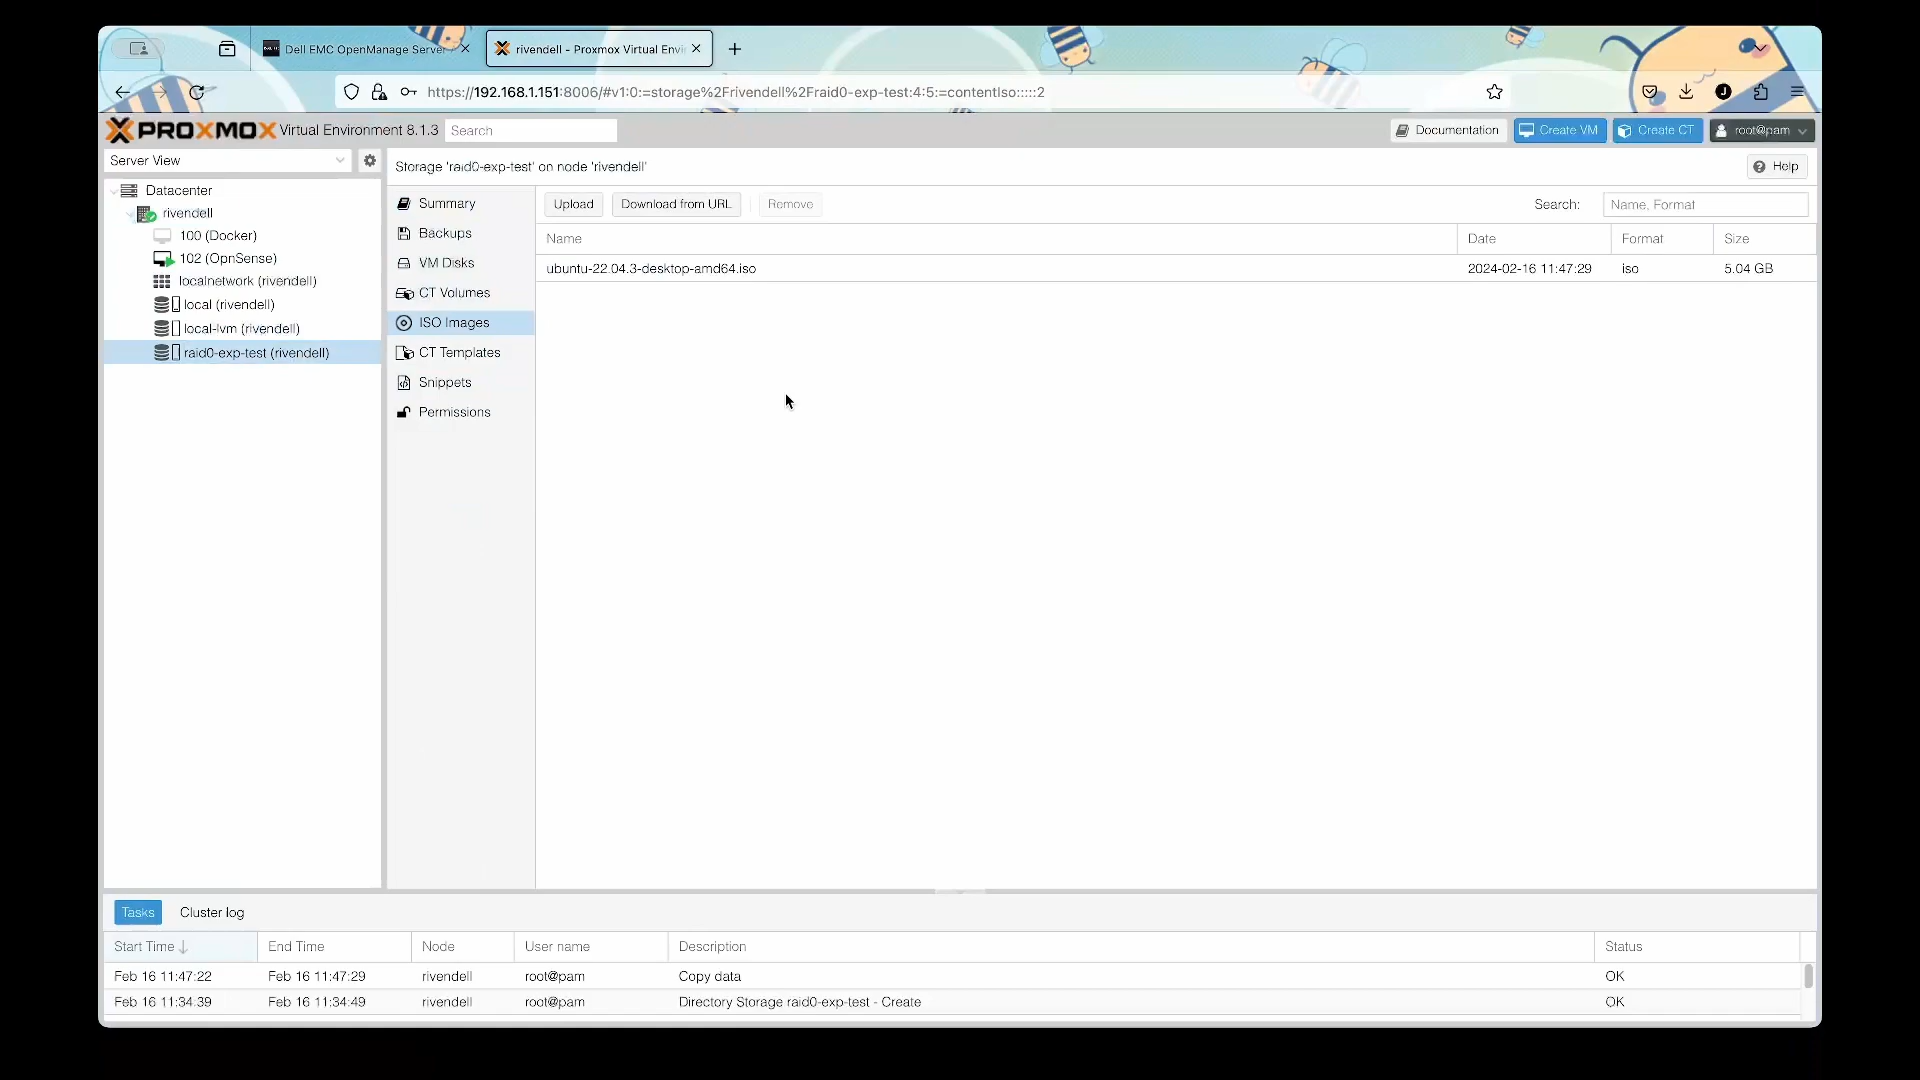 Dell EMC OpenManage Server
rivendell - Proxmox Virtual Envi
https://192.168.1.151:8006/#v1:0:=storage%2Frivendell%2Fraid0-exp-test:4:5:=contentIso:::::2
J
PROXMOX Virtual Environment 8.1.3 Search
Documentation Create VM Create CT root@pam
Server View
Storage 'raid0-exp-test' on node 'rivendell'
Help
Datacenter
rivendell
100 (Docker)
102 (OpnSense)
localnetwork (rivendell)
local (rivendell)
local-lvm (rivendell)
raid0-exp-test (rivendell)
Summary
Backups
VM Disks
CT Volumes
ISO Images
CT Templates
Snippets
Permissions
Upload Download from URL Remove Search: Name, Format
Name Date Format Size
ubuntu-22.04.3-desktop-amd64.iso 2024-02-16 11:47:29 iso 5.04 GB
Tasks Cluster log
Start Time End Time Node User name Description Status
Feb 16 11:47:22 Feb 16 11:47:29 rivendell root@pam Copy data OK
Feb 16 11:34:39 Feb 16 11:34:49 rivendell root@pam Directory Storage raid0-exp-test - Create OK